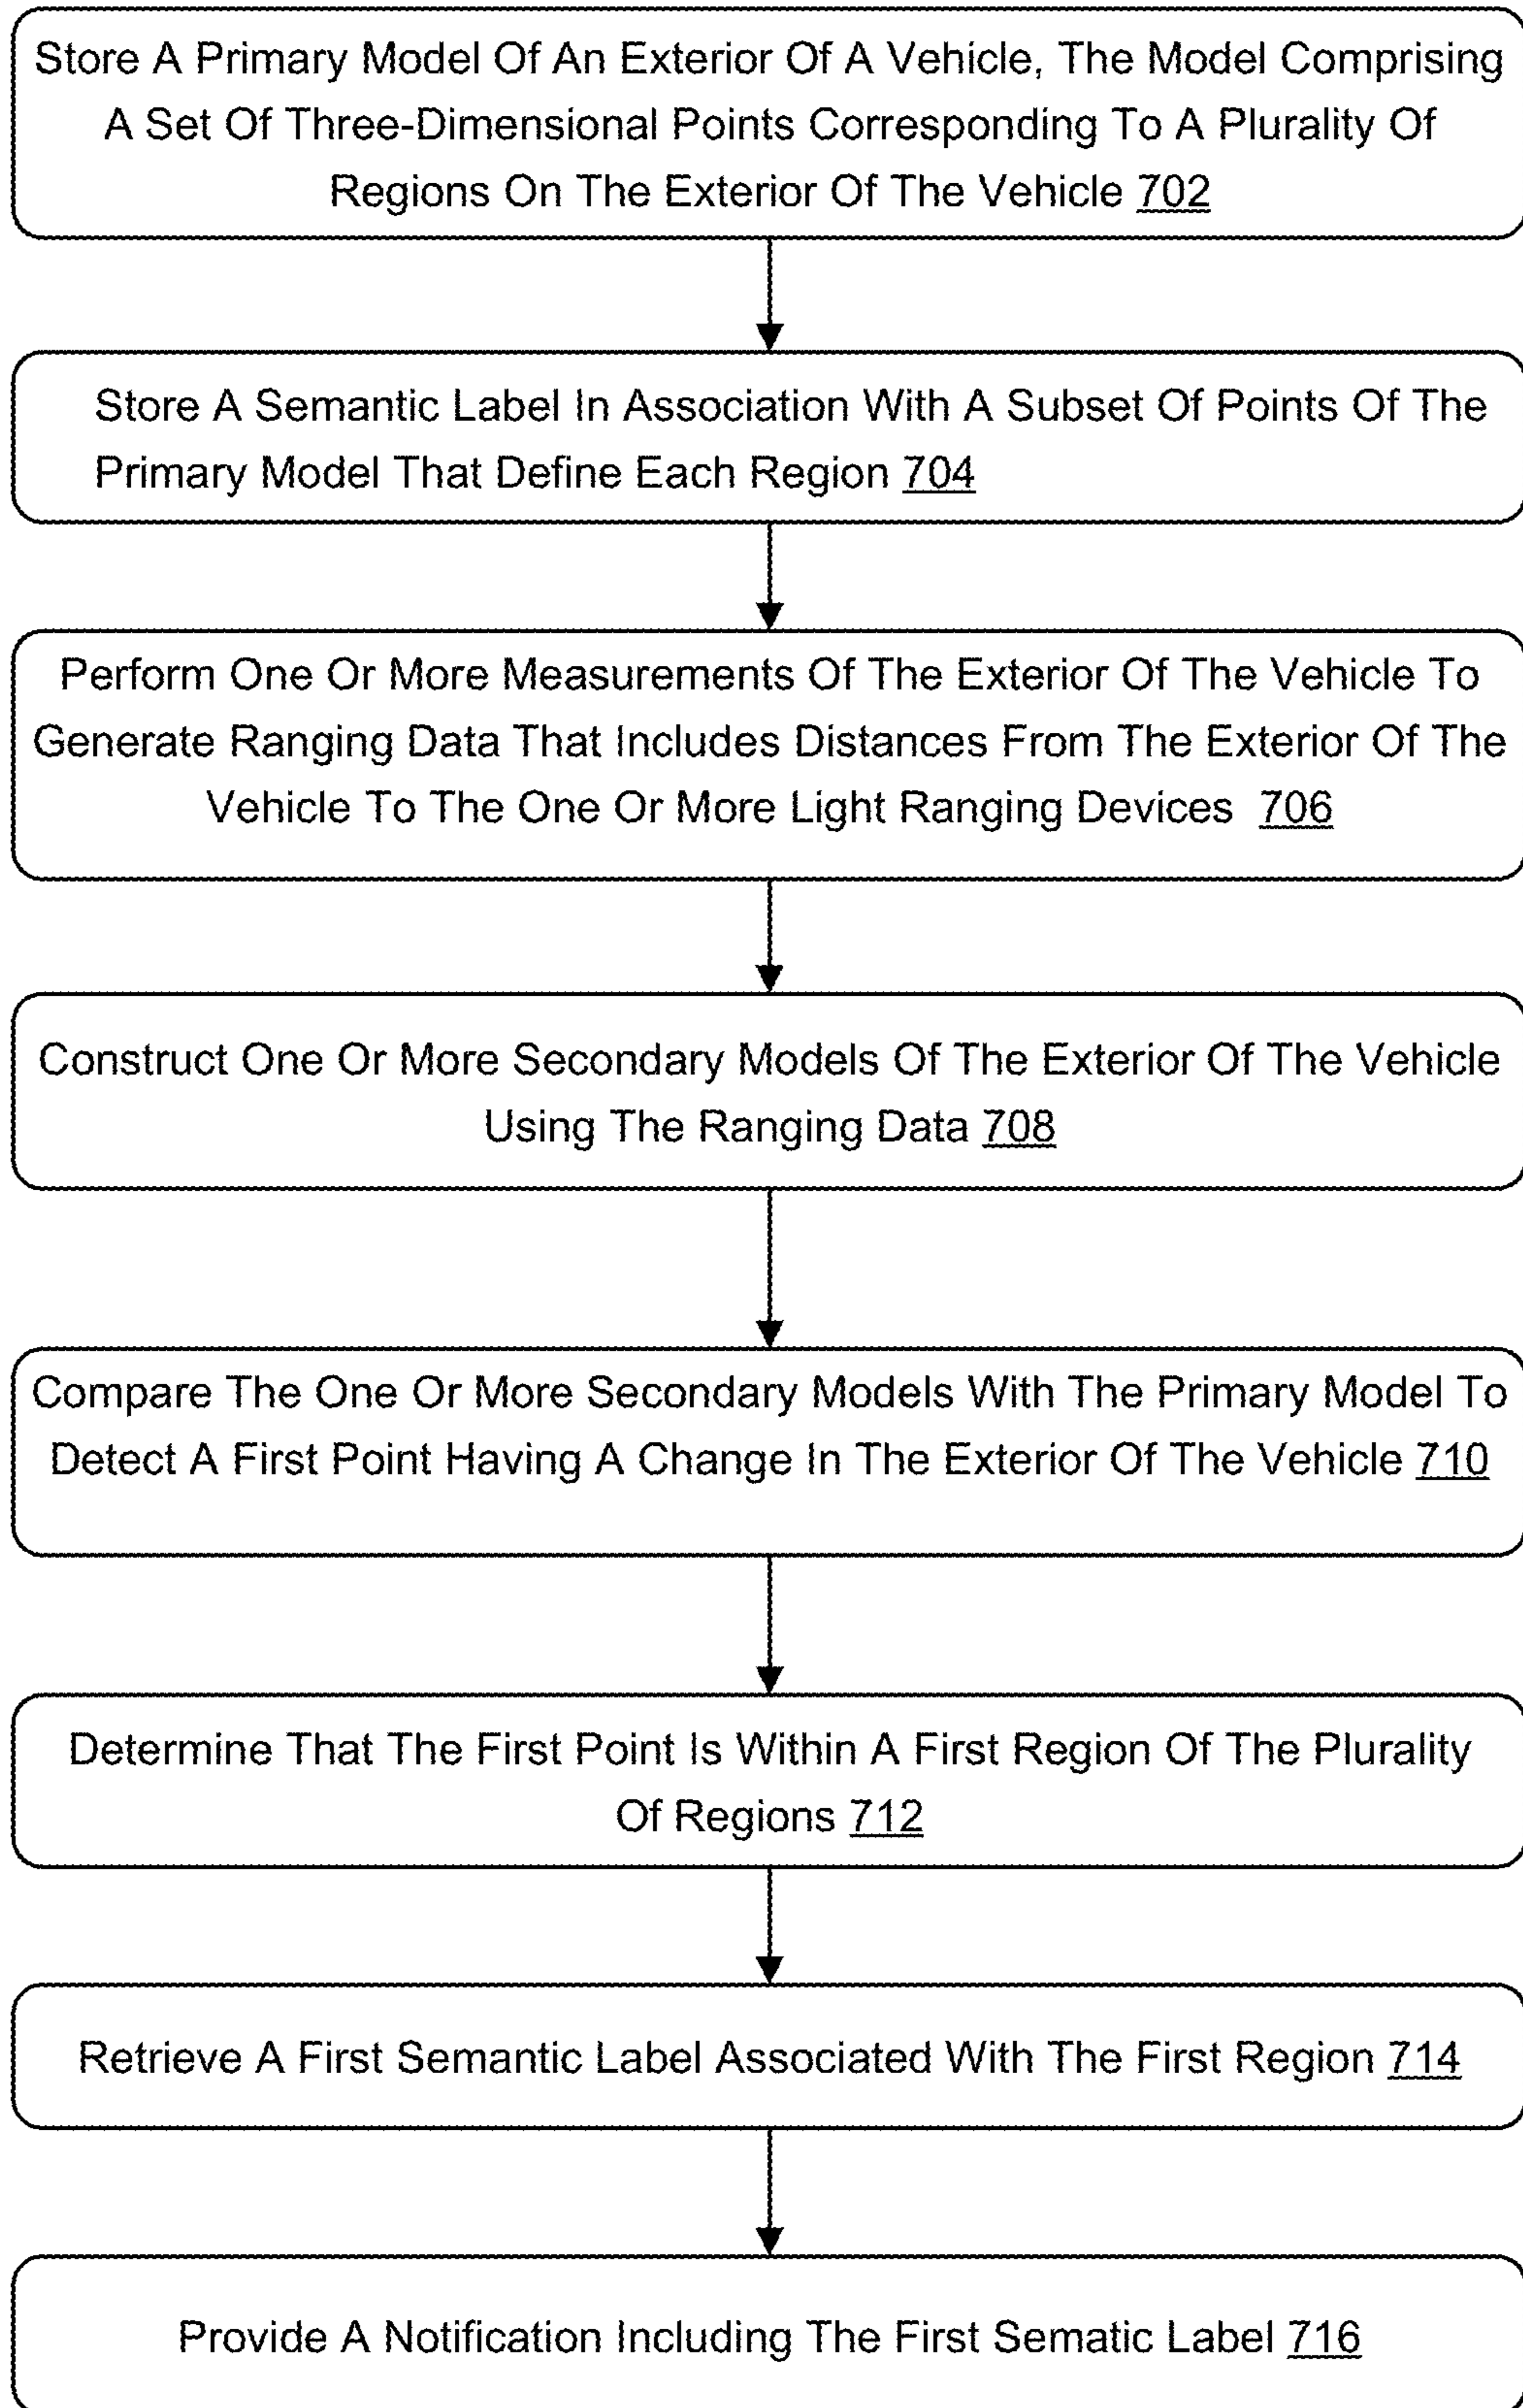 Store A Primary Model Of An Exterior Of A Vehicle, The Model Comprising
A Set Of Three-Dimensional Points Corresponding To A Plurality Of
Regions On The Exterior Of The Vehicle 702
Store A Semantic Label In Association With A Subset Of Points Of The
Primary Model That Define Each Region 704
Perform One Or More Measurements Of The Exterior Of The Vehicle To
Generate Ranging Data That Includes Distances From The Exterior Of The
Vehicle To The One Or More Light Ranging Devices 706
Construct One Or More Secondary Models Of The Exterior Of The Vehicle
Using The Ranging Data 708
Compare The One Or More Secondary Models With The Primary Model To
Detect A First Point Having A Change In The Exterior Of The Vehicle 710
Determine That The First Point Is Within A First Region Of The Plurality
Of Regions 712
Retrieve A First Semantic Label Associated With The First Region 714
Provide A Notification Including The First Sematic Label 716